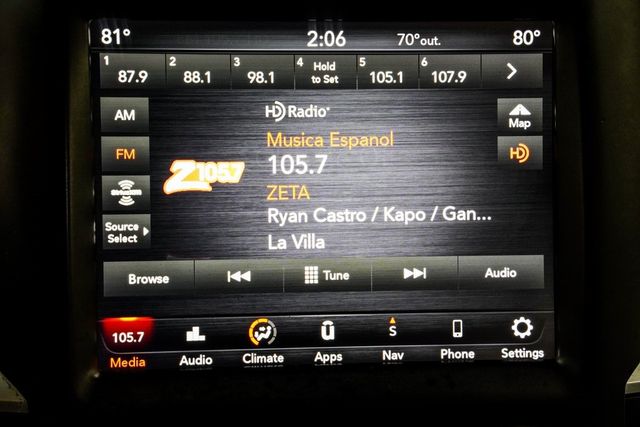 81° 2:06 70°out. 80°
1 87.9 2 88.1 3 98.1 4 Hold to Set 5 105.1 6 107.9
AM
HD Radio
Map
FM
Musica Espanol
HD
Z105.7
105.7
ZETA
SiriusXM
Ryan Castro / Kapo / Gan...
Source Select
La Villa
Browse Tune Audio
105.7 S
Media Audio Climate Apps Nav Phone Settings